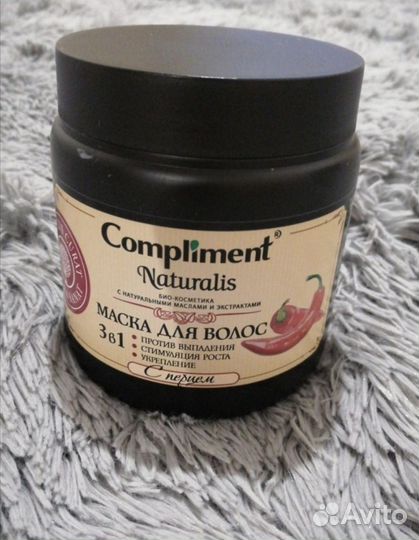 Compliment®
Naturalis
БИО-КОСМЕТИКА
С НАТУРАЛЬНЫМИ МАСЛАМИ И ЭКСТРАКТАМИ
МАСКА ДЛЯ ВОЛОС
3в1
• ПРОТИВ ВЫПАДЕНИЯ
• СТИМУЛЯЦИЯ РОСТА
• УКРЕПЛЕНИЕ
С перцем
Avito